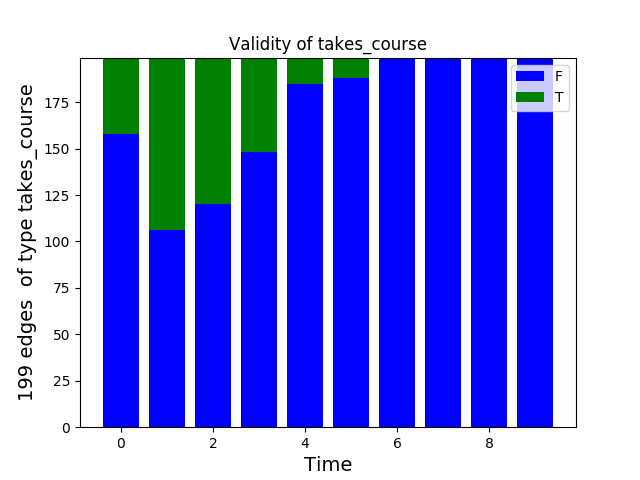 Validity of takes_course
199 edges  of type takes_course
175
150
125
100
75
50
25
0
F
T
0 2 4 6 8
Time